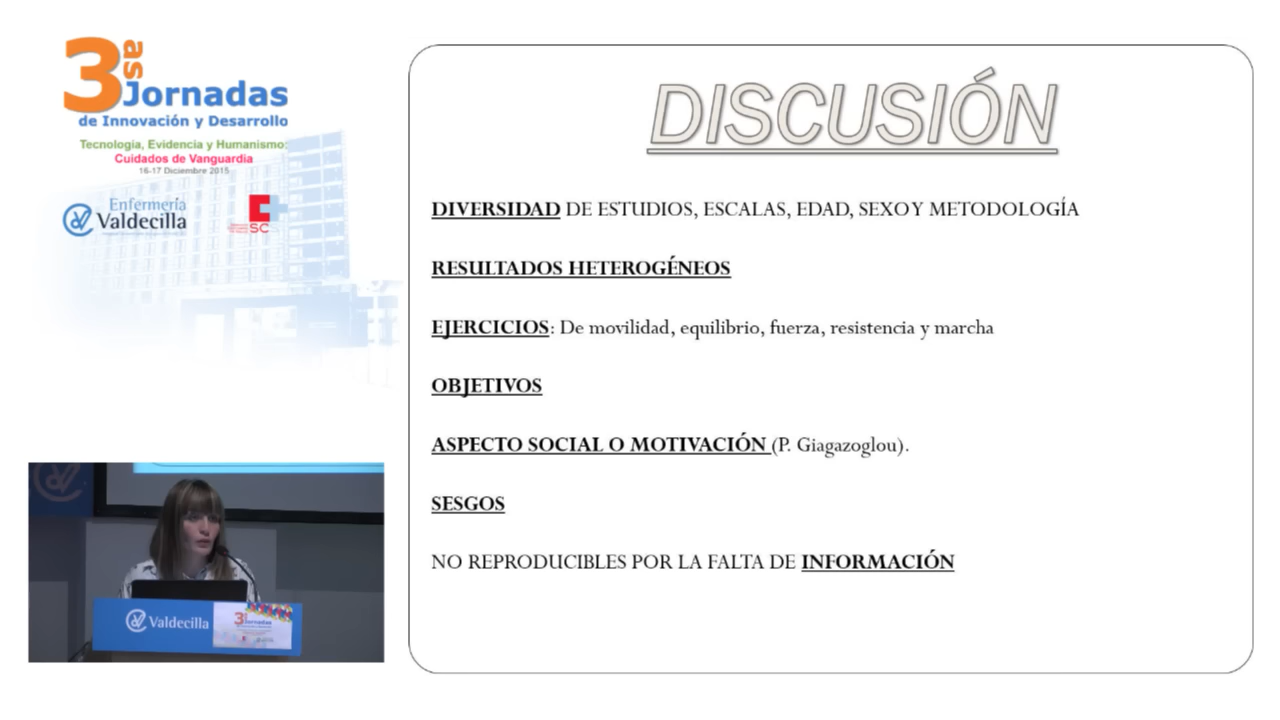 3as Jornadas
de Innovación y Desarrollo
Tecnología, Evidencia y Humanismo:
Cuidados de Vanguardia
16-17 Diciembre 2015
Enfermería
Valdecilla
SC
DISCUSIÓN
DIVERSIDAD DE ESTUDIOS, ESCALAS, EDAD, SEXO Y METODOLOGÍA
RESULTADOS HETEROGÉNEOS
EJERCICIOS: De movilidad, equilibrio, fuerza, resistencia y marcha
OBJETIVOS
ASPECTO SOCIAL O MOTIVACIÓN (P. Giagazoglou).
SESGOS
NO REPRODUCIBLES POR LA FALTA DE INFORMACIÓN
Valdecilla
3as Jornadas